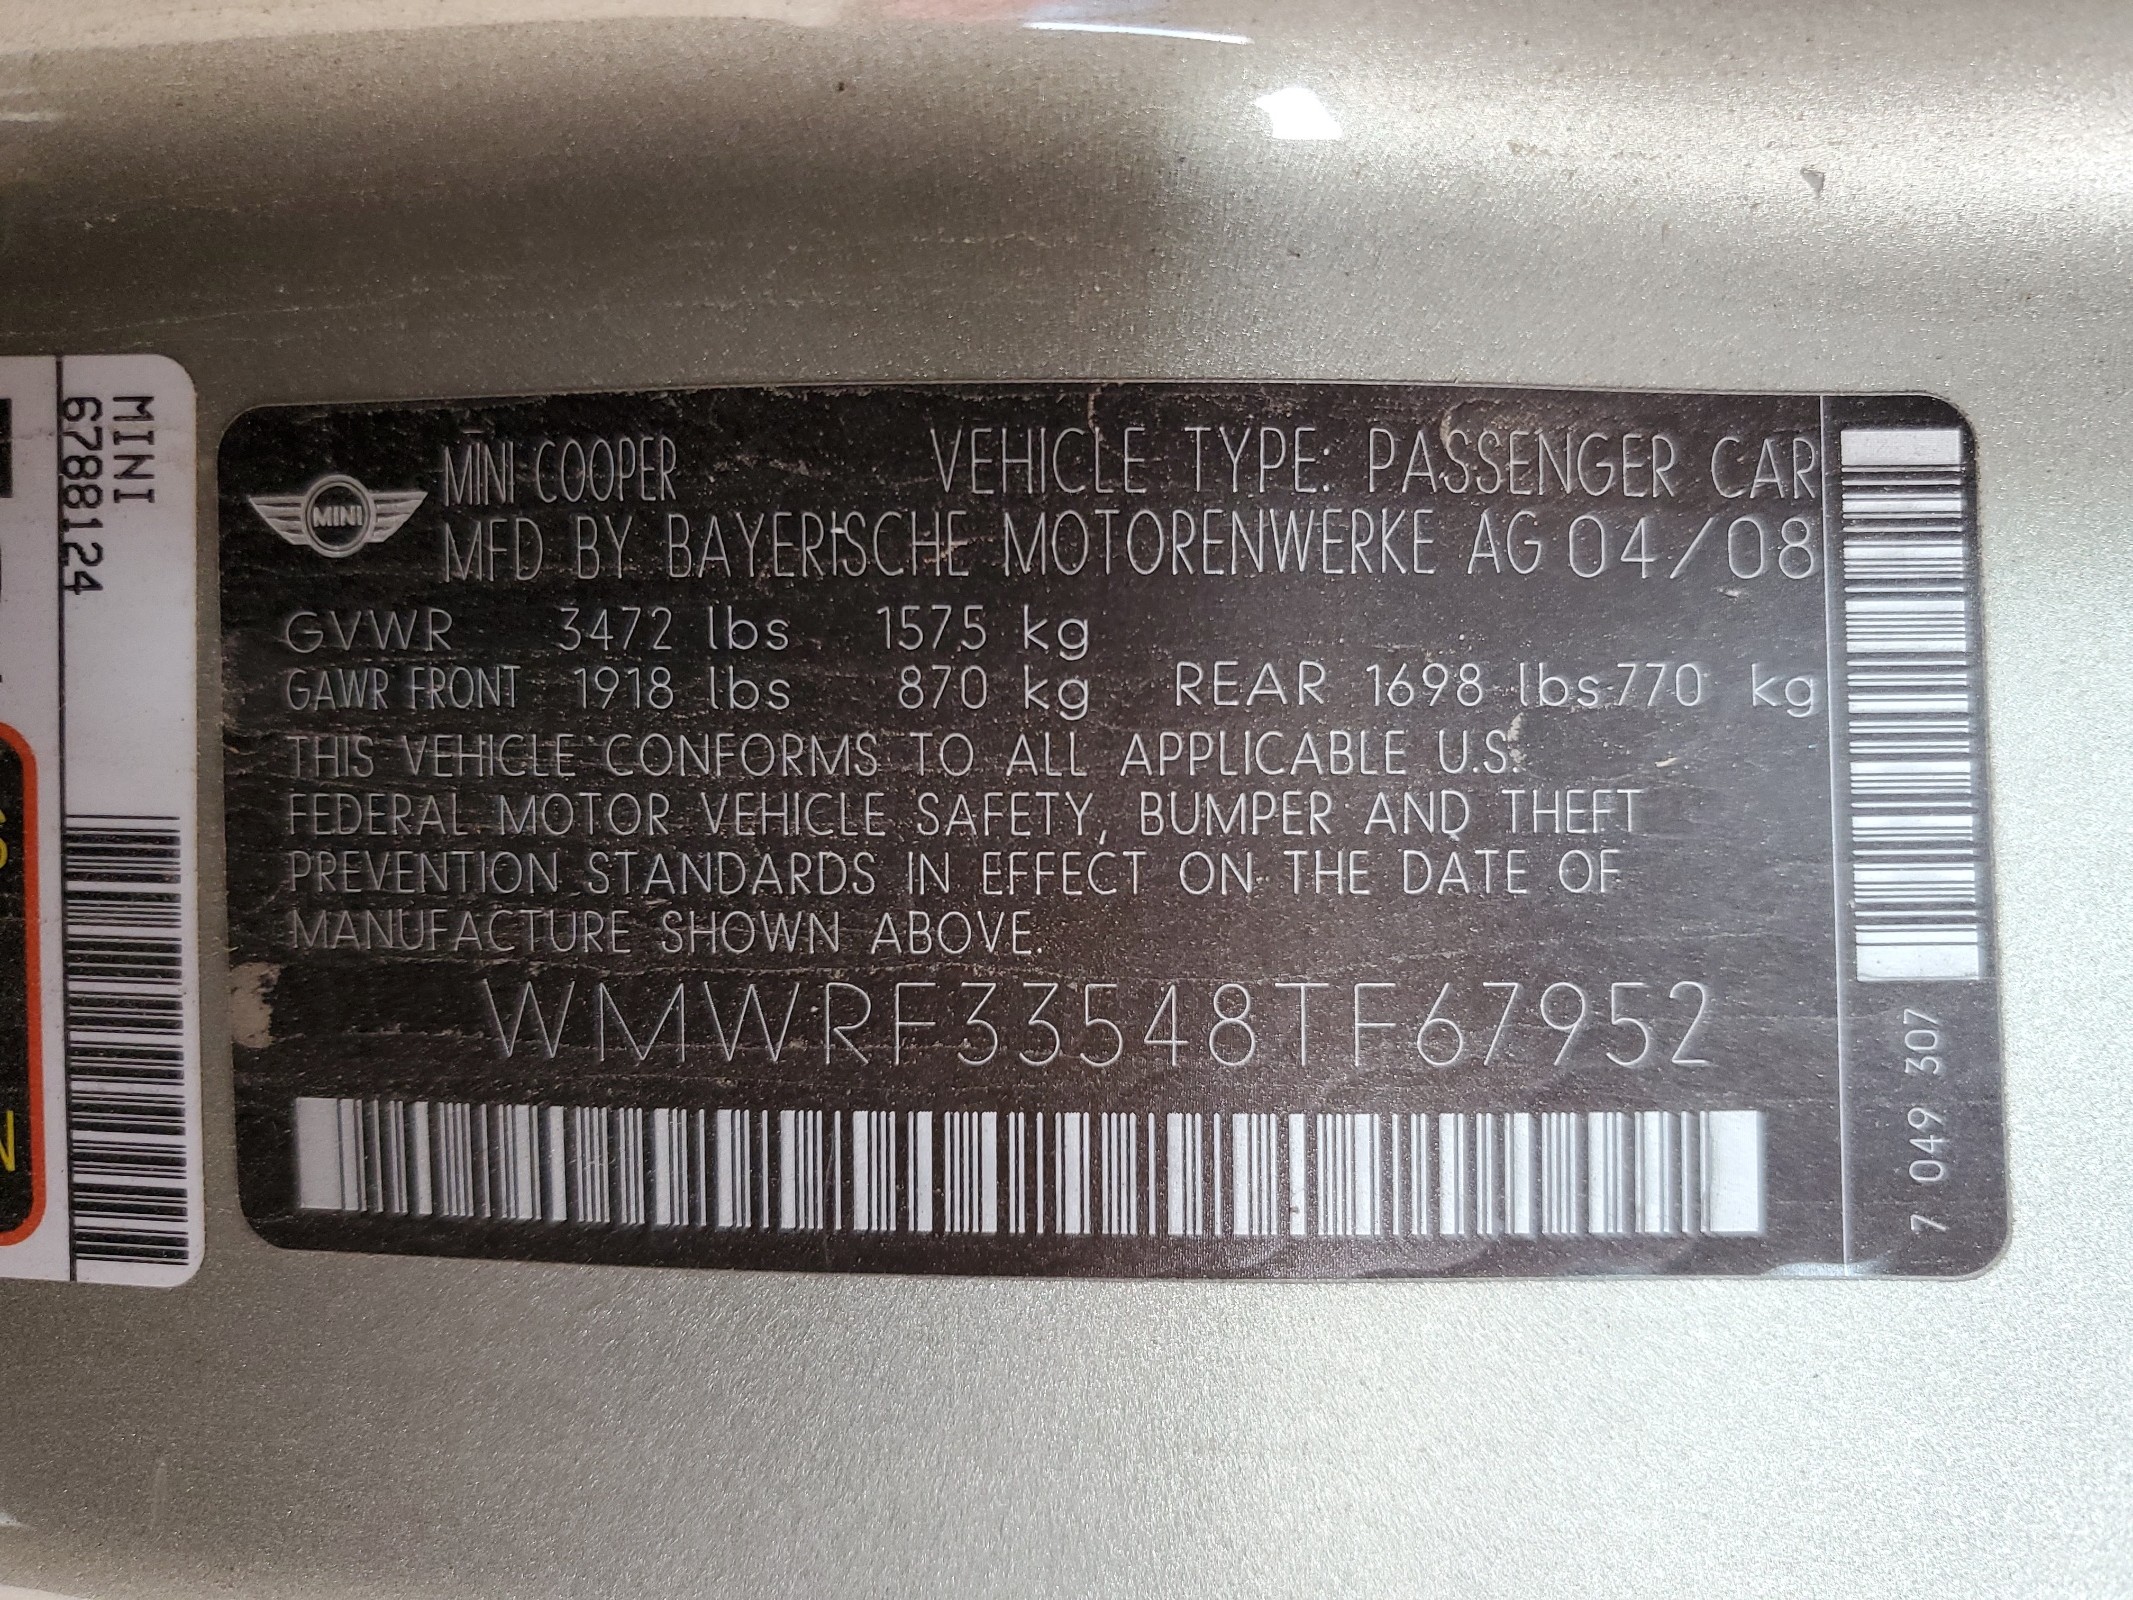 MINI
6788124
MINI
MINI COOPER VEHICLE TYPE: PASSENGER CAR
MFD BY BAYERISCHE MOTORENWERKE AG 04/08
GVWR 3472 lbs 1575 kg
GAWR FRONT 1918 lbs 870 kg REAR 1698 lbs 770 kg
THIS VEHICLE CONFORMS TO ALL APPLICABLE U.S.
FEDERAL MOTOR VEHICLE SAFETY, BUMPER AND THEFT
PREVENTION STANDARDS IN EFFECT ON THE DATE OF
MANUFACTURE SHOWN ABOVE.
WMWRF33548TF67952
7 049 307